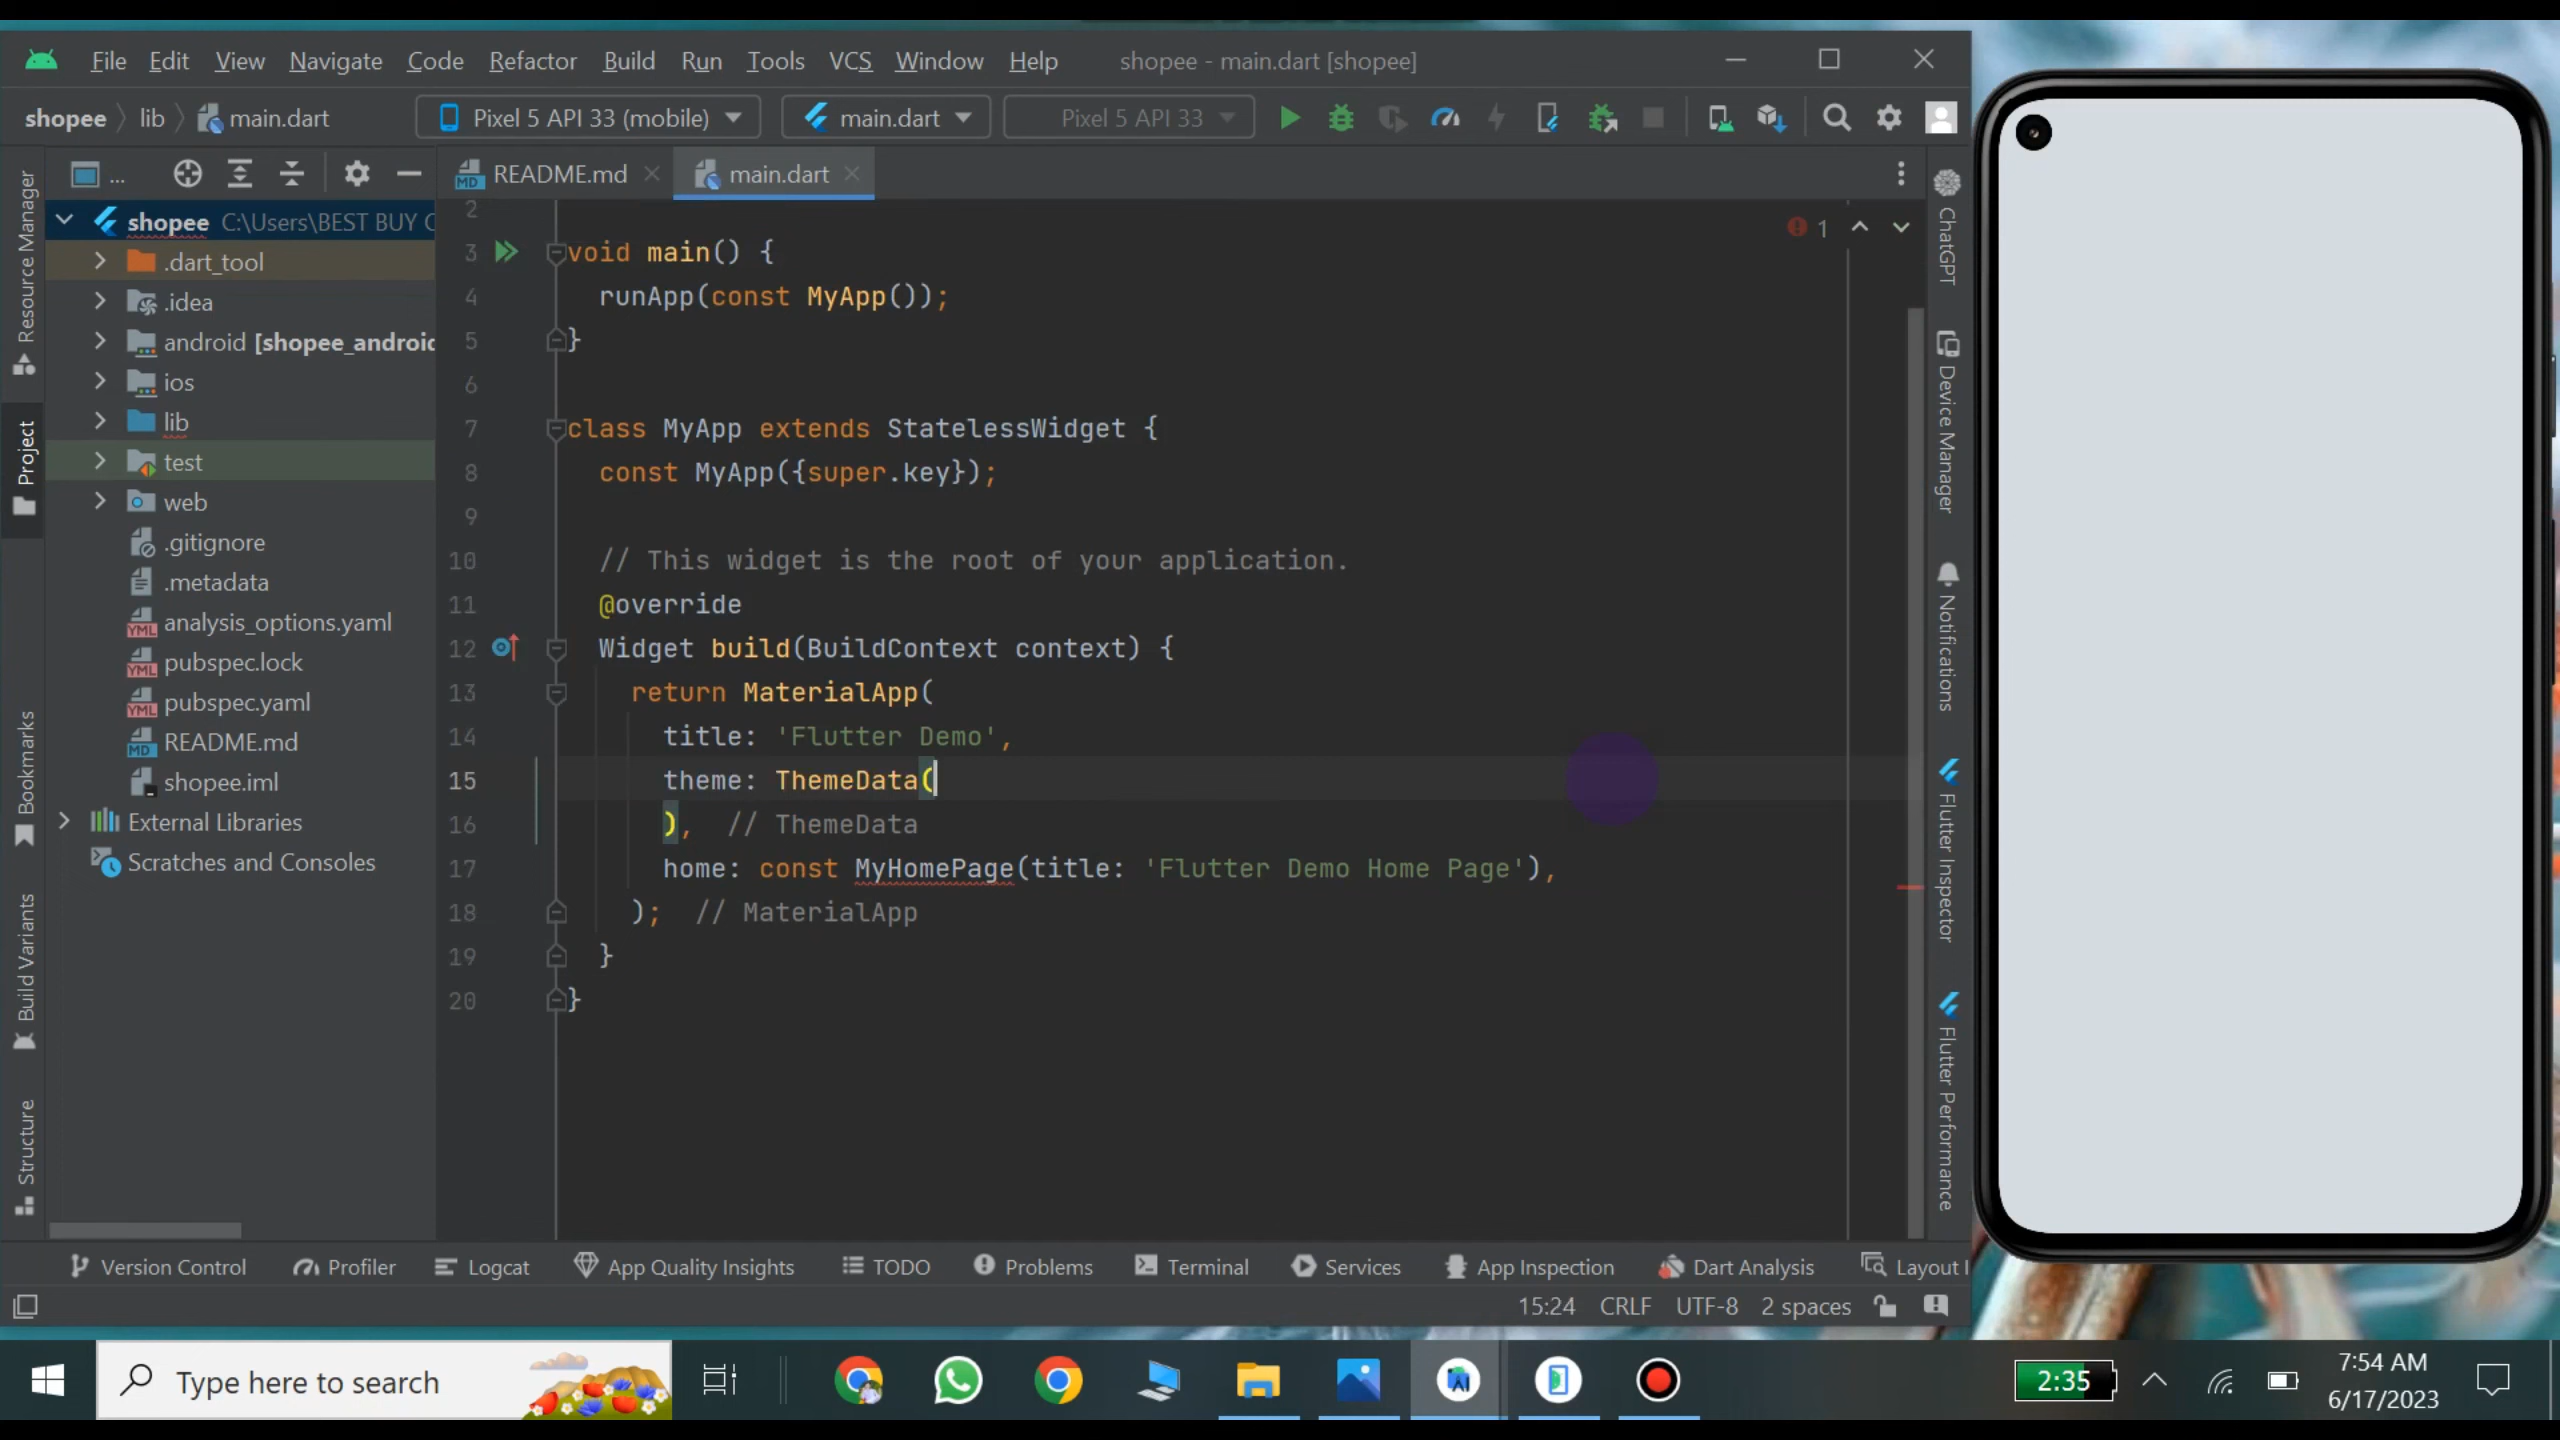 File Edit View Navigate Code Refactor Build Run Tools VCS Window Help shopee - main.dart [shopee]
shopee lib main.dart Pixel 5 API 33 (mobile) main.dart Pixel 5 API 33
... README.md main.dart
Resource Manager
Project
Bookmarks
Build Variants
Structure
shopee C:\Users\BEST BUY C
.dart_tool
.idea
android [shopee_android
ios
lib
test
web
.gitignore
.metadata
analysis_options.yaml
pubspec.lock
pubspec.yaml
README.md
shopee.iml
External Libraries
Scratches and Consoles
1
2
3 void main() {
4 runApp(const MyApp());
5 }
6
7 class MyApp extends StatelessWidget {
8 const MyApp({super.key});
9
10 // This widget is the root of your application.
11 @override
12 Widget build(BuildContext context) {
13 return MaterialApp(
14 title: 'Flutter Demo',
15 theme: ThemeData(
16 ), // ThemeData
17 home: const MyHomePage(title: 'Flutter Demo Home Page'),
18 ); // MaterialApp
19 }
20 }
ChatGPT
Device Manager
Notifications
Flutter Inspector
Flutter Performance
Version Control Profiler Logcat App Quality Insights TODO Problems Terminal Services App Inspection Dart Analysis Layout I
15:24 CRLF UTF-8 2 spaces
Type here to search
2:35
7:54 AM
6/17/2023